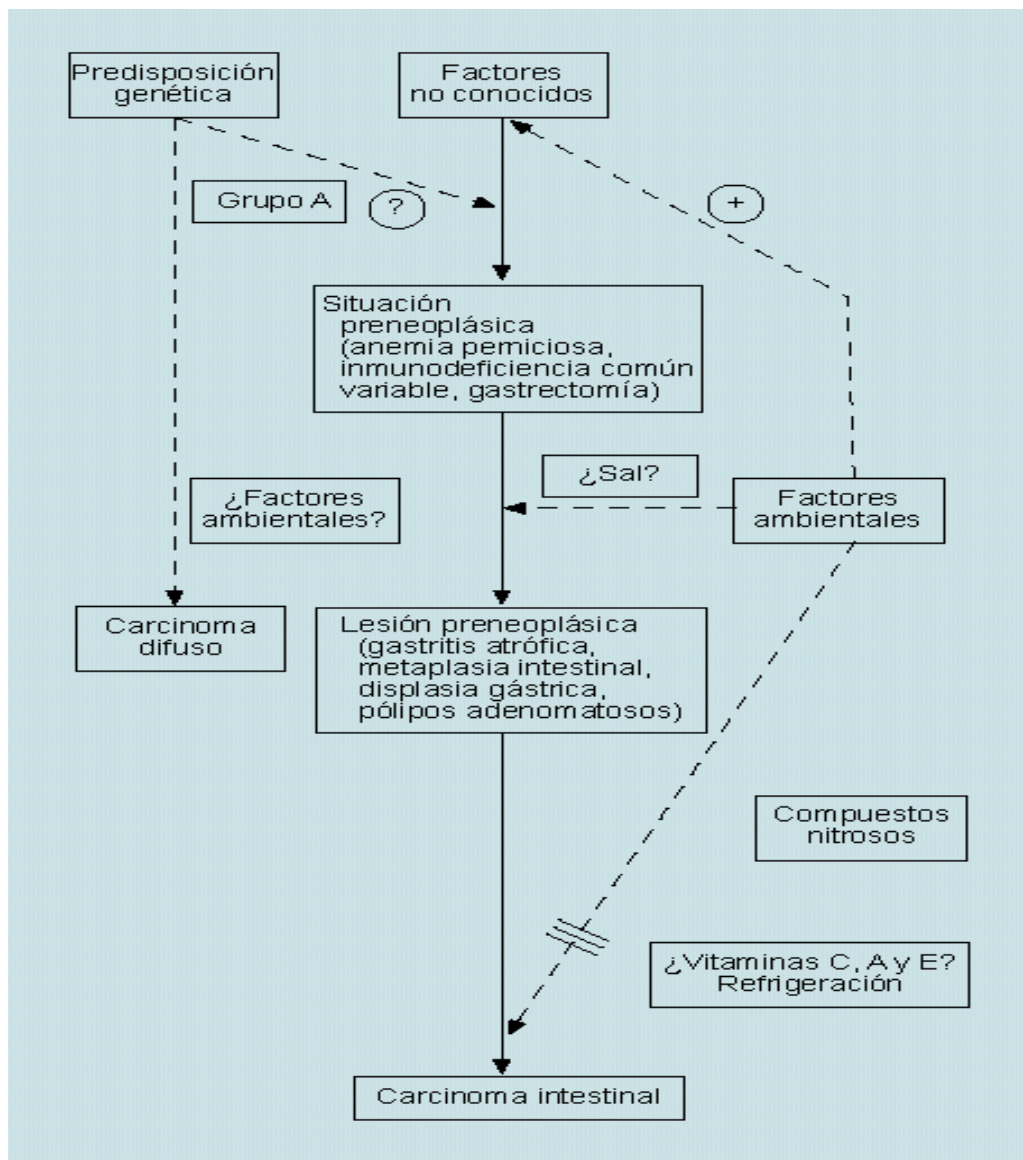 Predisposición
genética
Factores
no conocidos
Grupo A
?
+
Situación
preneoplásica
(anemia perniciosa,
inmunodeficiencia común
variable, gastrectomía)
¿Sal?
¿Factores
ambientales?
Factores
ambientales
Carcinoma
difuso
Lesión preneoplásica
(gastritis atrófica,
metaplasia intestinal,
displasia gástrica,
pólipos adenomatosos)
Compuestos
nitrosos
¿Vitaminas C, A y E?
Refrigeración
Carcinoma intestinal